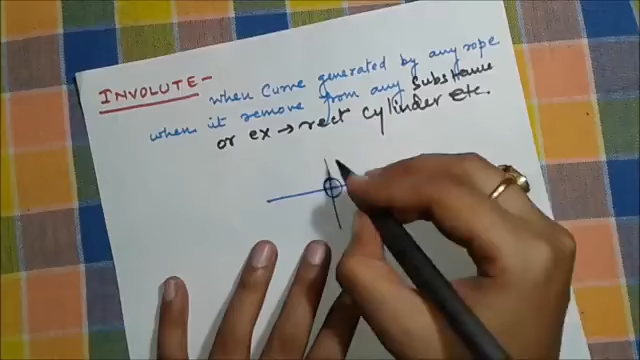 INVOLUTE-
when curve generated by any rope
when it remove from any substance
or ex → rect cylinder etc.